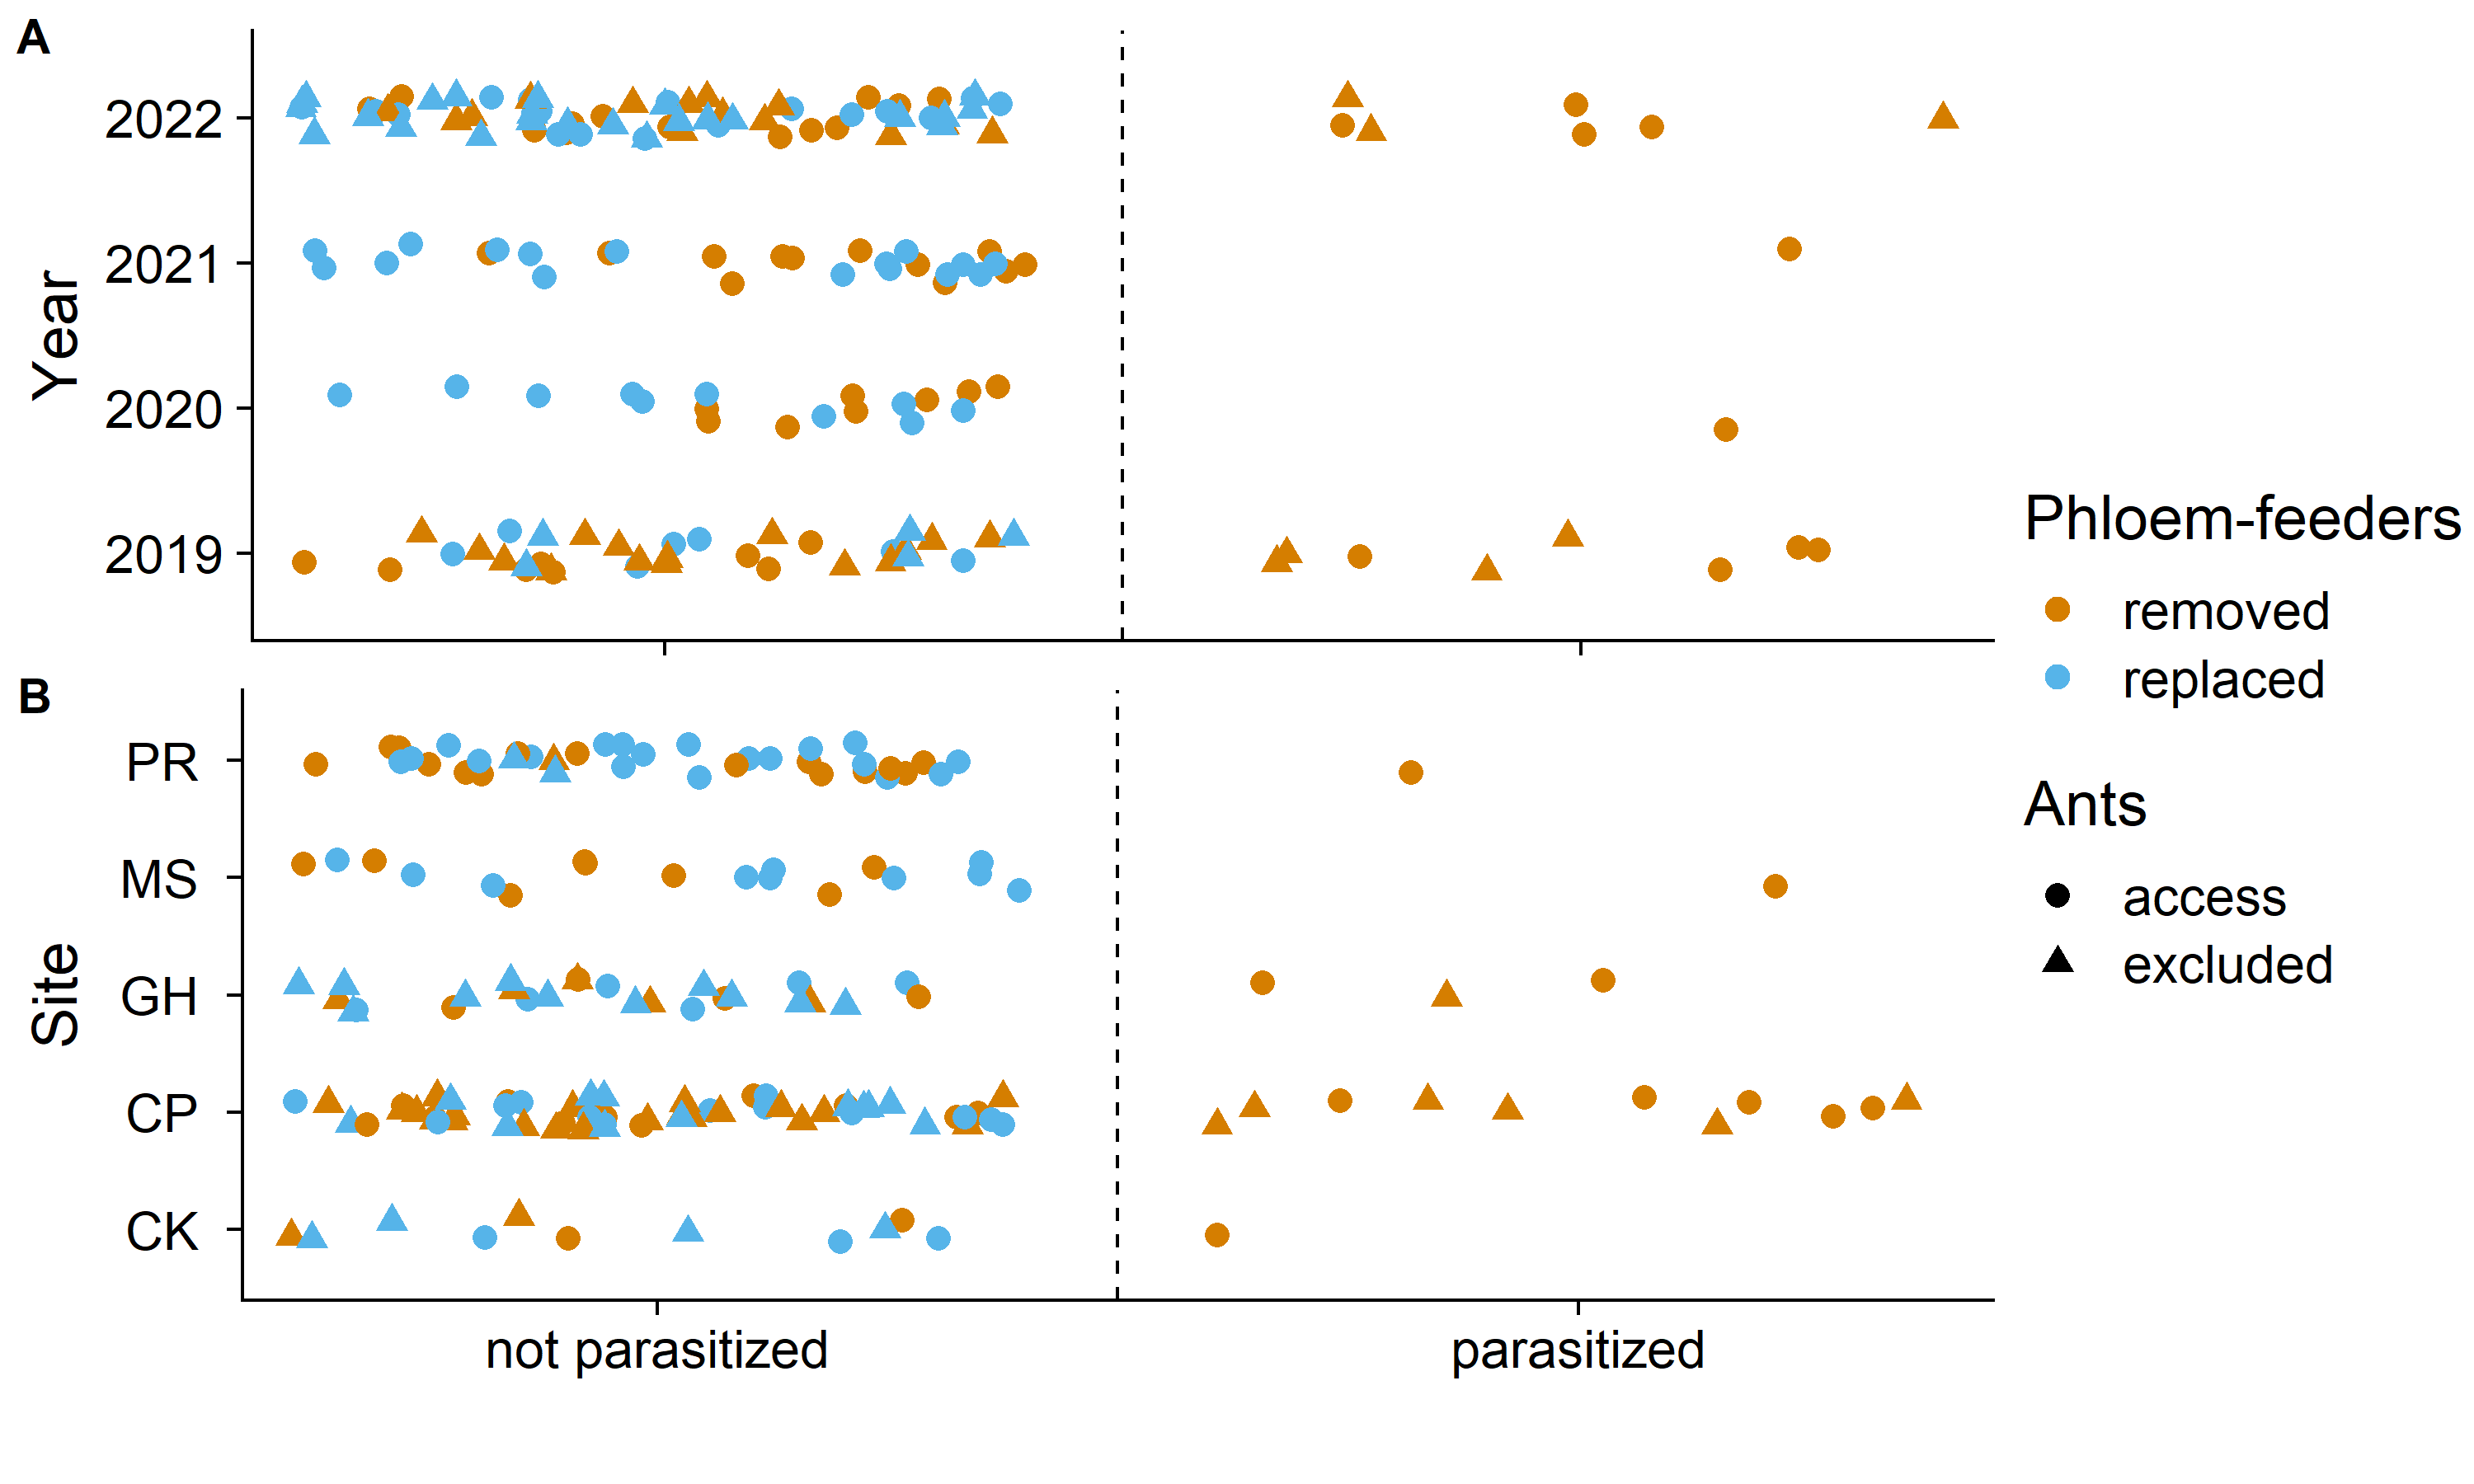 A
Year
2022
2021
2020
2019
B
Site
PR
MS
GH
CP
CK
not parasitized
parasitized
Phloem-feeders
removed
replaced
Ants
access
excluded